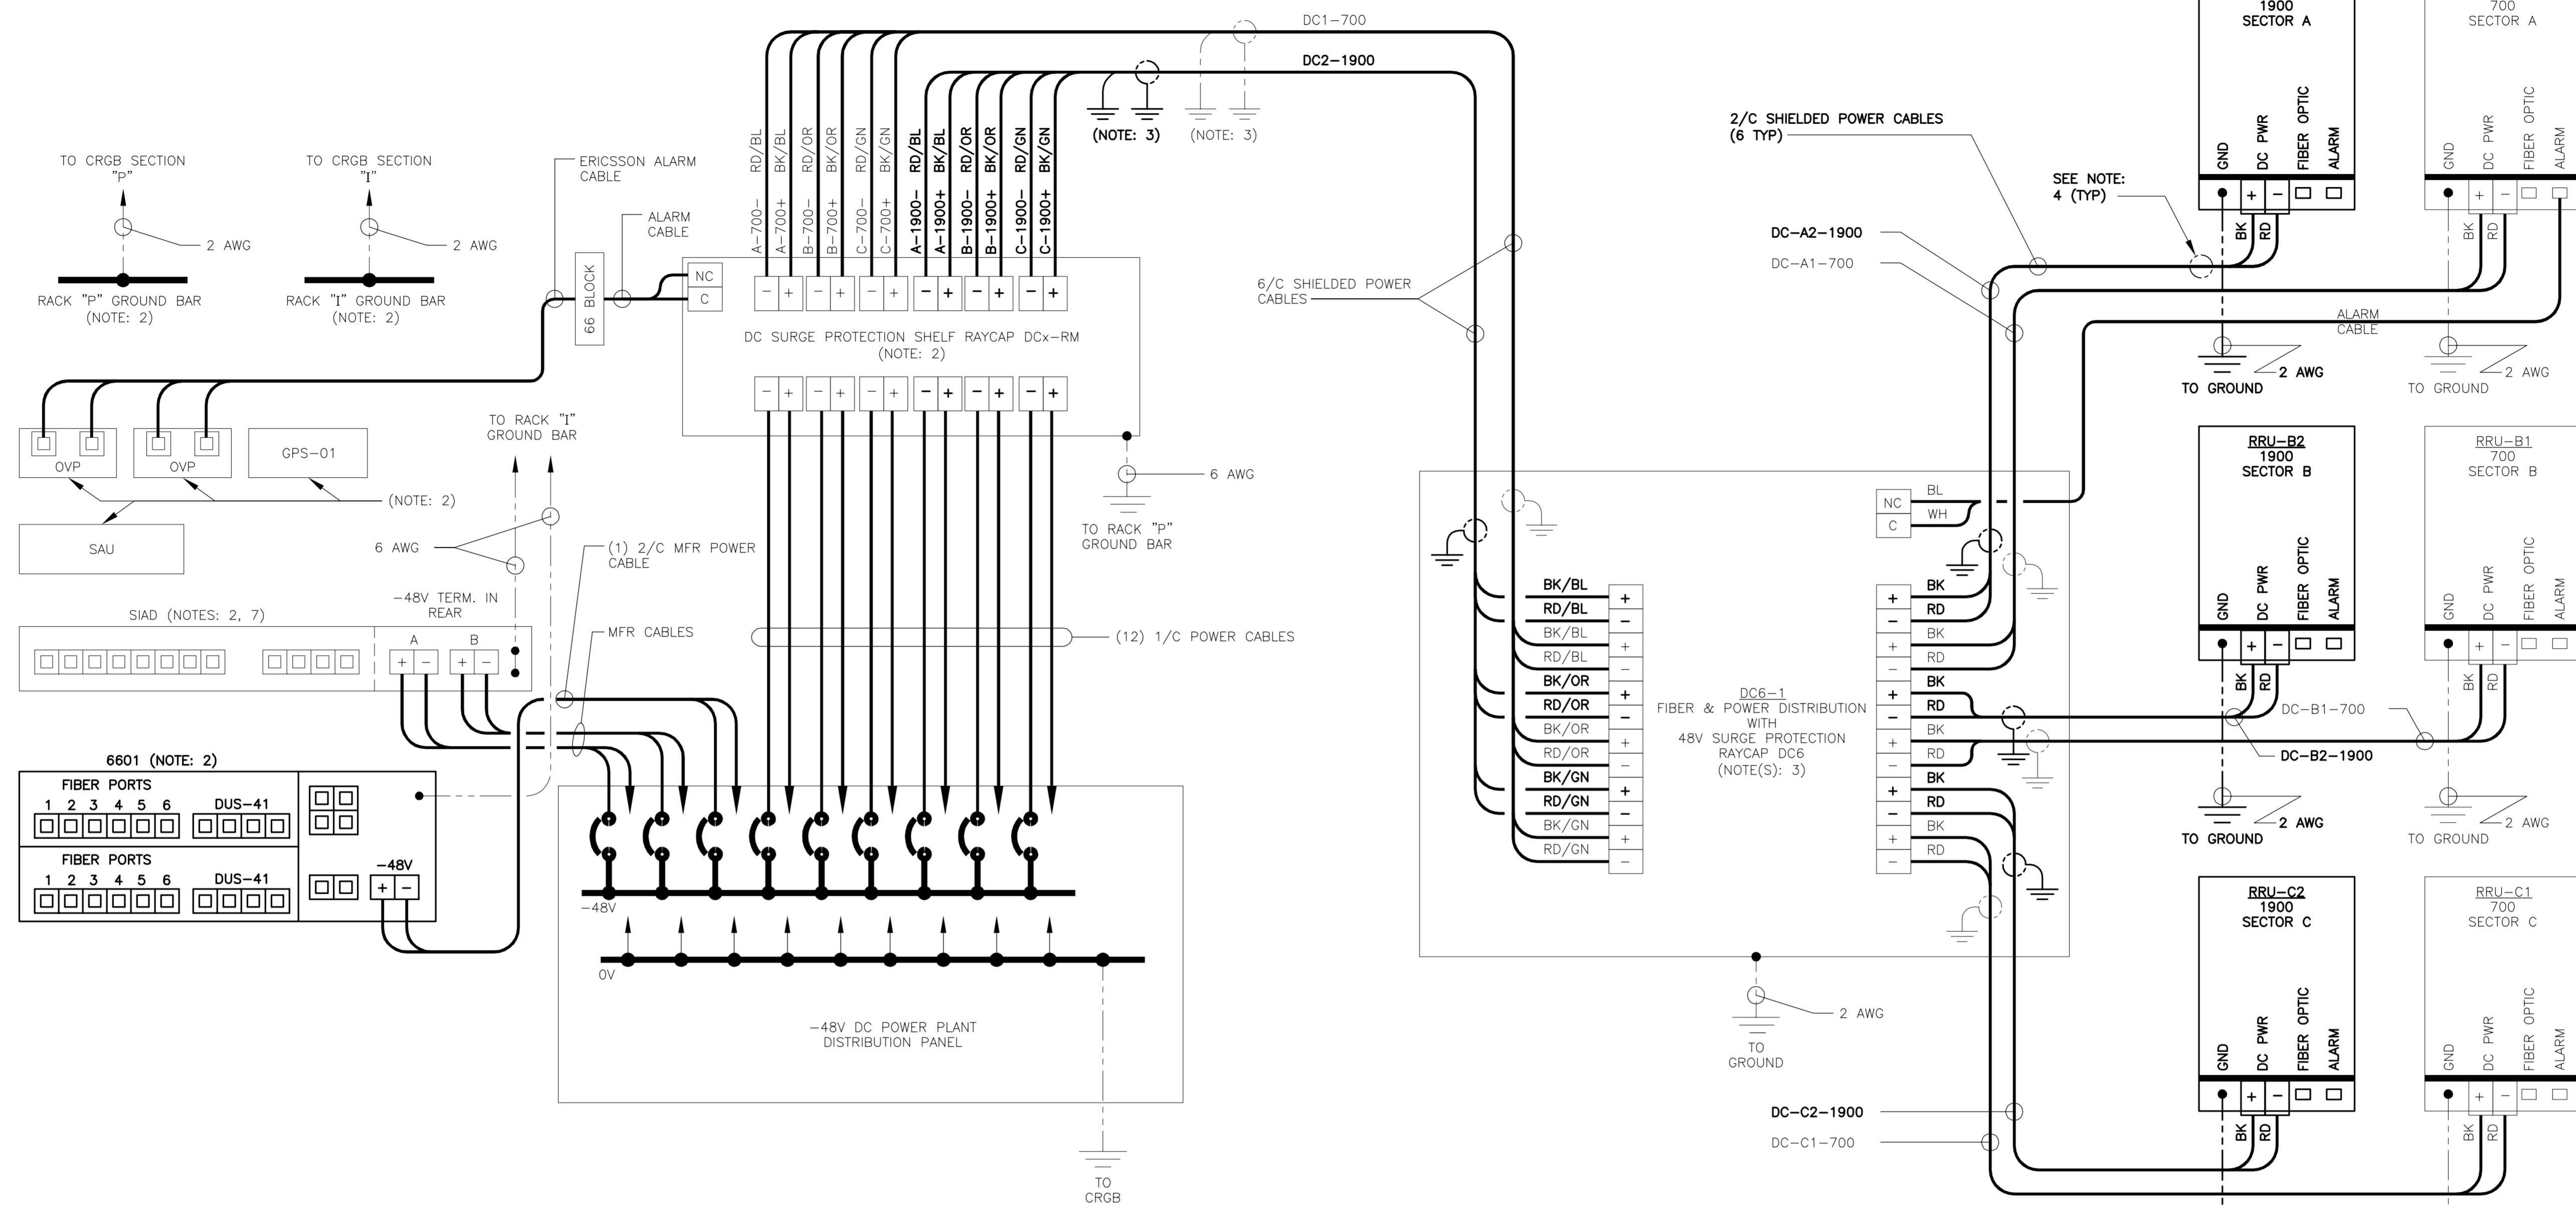 DC1-700
DC2-1900
(NOTE: 3)
(NOTE: 3)
TO CRGB SECTION
"P"
2 AWG
RACK "P" GROUND BAR
(NOTE: 2)
TO CRGB SECTION
"I"
2 AWG
RACK "I" GROUND BAR
(NOTE: 2)
ERICSSON ALARM
CABLE
ALARM
CABLE
66 BLOCK
A-700- RD/BL
A-700+ BK/BL
B-700- RD/OR
B-700+ BK/OR
C-700- RD/GN
C-700+ BK/GN
A-1900- RD/BL
A-1900+ BK/BL
B-1900- RD/OR
B-1900+ BK/OR
C-1900- RD/GN
C-1900+ BK/GN
NC
C
- + - + - + - + - + - +
DC SURGE PROTECTION SHELF RAYCAP DCx-RM
(NOTE: 2)
- + - + - + - + - + - +
6 AWG
TO RACK "P"
GROUND BAR
OVP
OVP
GPS-01
(NOTE: 2)
SAU
TO RACK "I"
GROUND BAR
6 AWG
(1) 2/C MFR POWER
CABLE
-48V TERM. IN
REAR
MFR CABLES
SIAD (NOTES: 2, 7)
A
B
+ - + -
(12) 1/C POWER CABLES
6601 (NOTE: 2)
FIBER PORTS
1 2 3 4 5 6
DUS-41
FIBER PORTS
1 2 3 4 5 6
DUS-41
-48V
+ -
-48V
0V
-48V DC POWER PLANT
DISTRIBUTION PANEL
TO
CRGB
6/C SHIELDED POWER
CABLES
2/C SHIELDED POWER CABLES
(6 TYP)
SEE NOTE:
4 (TYP)
DC-A2-1900
DC-A1-700
NC
C
BL
WH
BK/BL +
RD/BL -
BK/BL +
RD/BL -
BK/OR +
RD/OR -
BK/OR +
RD/OR -
BK/GN +
RD/GN -
BK/GN +
RD/GN -
DC6-1
FIBER & POWER DISTRIBUTION
WITH
48V SURGE PROTECTION
RAYCAP DC6
(NOTE(S): 3)
+ BK
- RD
+ BK
- RD
+ BK
- RD
+ BK
- RD
+ BK
- RD
+ BK
- RD
2 AWG
TO
GROUND
DC-C2-1900
DC-C1-700
1900
SECTOR A
GND
DC PWR
FIBER OPTIC
ALARM
+ -
BK
RD
2 AWG
TO GROUND
700
SECTOR A
GND
DC PWR
FIBER OPTIC
ALARM
+ -
BK
RD
ALARM
CABLE
2 AWG
TO GROUND
RRU-B2
1900
SECTOR B
GND
DC PWR
FIBER OPTIC
ALARM
+ -
BK
RD
DC-B2-1900
2 AWG
TO GROUND
RRU-B1
700
SECTOR B
GND
DC PWR
FIBER OPTIC
ALARM
+ -
BK
RD
DC-B1-700
2 AWG
TO GROUND
RRU-C2
1900
SECTOR C
GND
DC PWR
FIBER OPTIC
ALARM
+ -
BK
RD
RRU-C1
700
SECTOR C
GND
DC PWR
FIBER OPTIC
ALARM
+ -
BK
RD